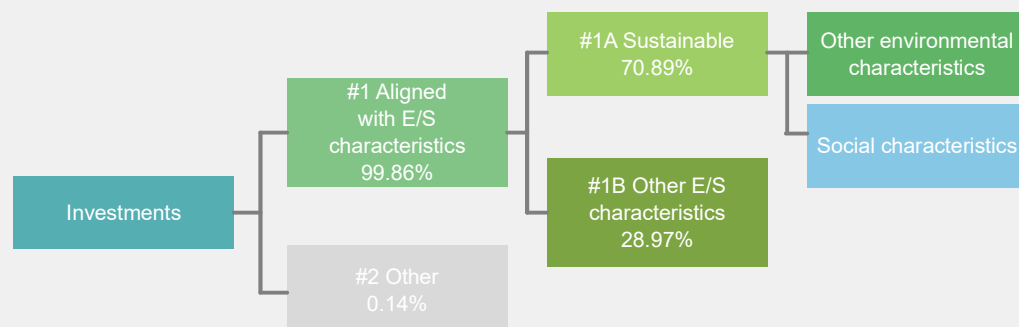 Investments
#1 Aligned
with E/S
characteristics
99.86%
#2 Other
0.14%
#1A Sustainable
70.89%
#1B Other E/S
characteristics
28.97%
Other environmental
characteristics
Social characteristics